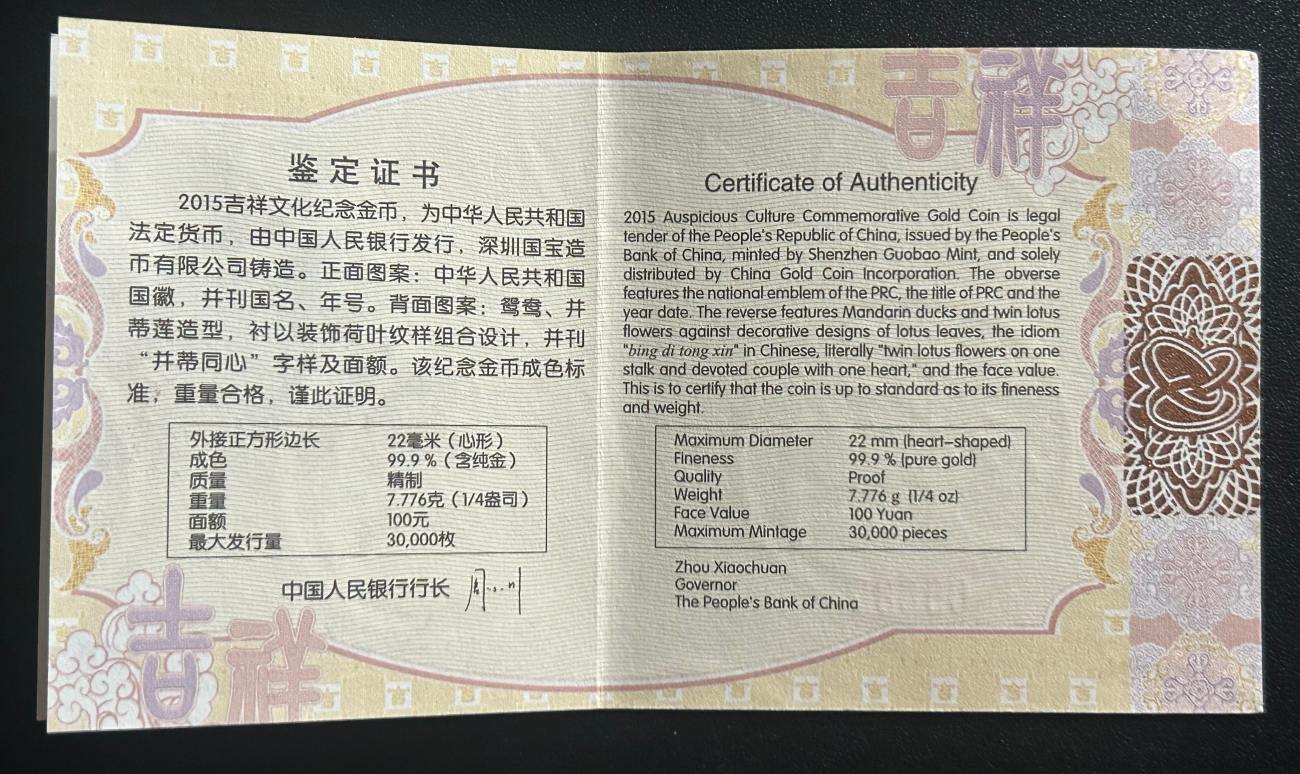 鉴定证书
2015吉祥文化纪念金币，为中华人民共和国
法定货币，由中国人民银行发行，深圳国宝造
币有限公司铸造。正面图案：中华人民共和国
国徽，并刊国名、年号。背面图案：鸳鸯、并
蒂莲造型，衬以装饰荷叶纹样组合设计，并刊
“并蒂同心”字样及面额。该纪念金币成色标
准，重量合格，谨此证明。
外接正方形边长 22毫米（心形）
成色 99.9 %（含纯金）
质量 精制
重量 7.776克（1/4盎司）
面额 100元
最大发行量 30,000枚
中国人民银行行长
吉祥
吉祥
Certificate of Authenticity
2015 Auspicious Culture Commemorative Gold Coin is legal
tender of the People's Republic of China, issued by the People's
Bank of China, minted by Shenzhen Guobao Mint, and solely
distributed by China Gold Coin Incorporation. The obverse
features the national emblem of the PRC, the title of PRC and the
year date. The reverse features Mandarin ducks and twin lotus
flowers against decorative designs of lotus leaves, the idiom
"bing di tong xin" in Chinese, literally "twin lotus flowers on one
stalk and devoted couple with one heart," and the face value.
This is to certify that the coin is up to standard as to its fineness
and weight.
Maximum Diameter 22 mm (heart-shaped)
Fineness 99.9 % (pure gold)
Quality Proof
Weight 7.776 g (1/4 oz)
Face Value 100 Yuan
Maximum Mintage 30,000 pieces
Zhou Xiaochuan
Governor
The People's Bank of China